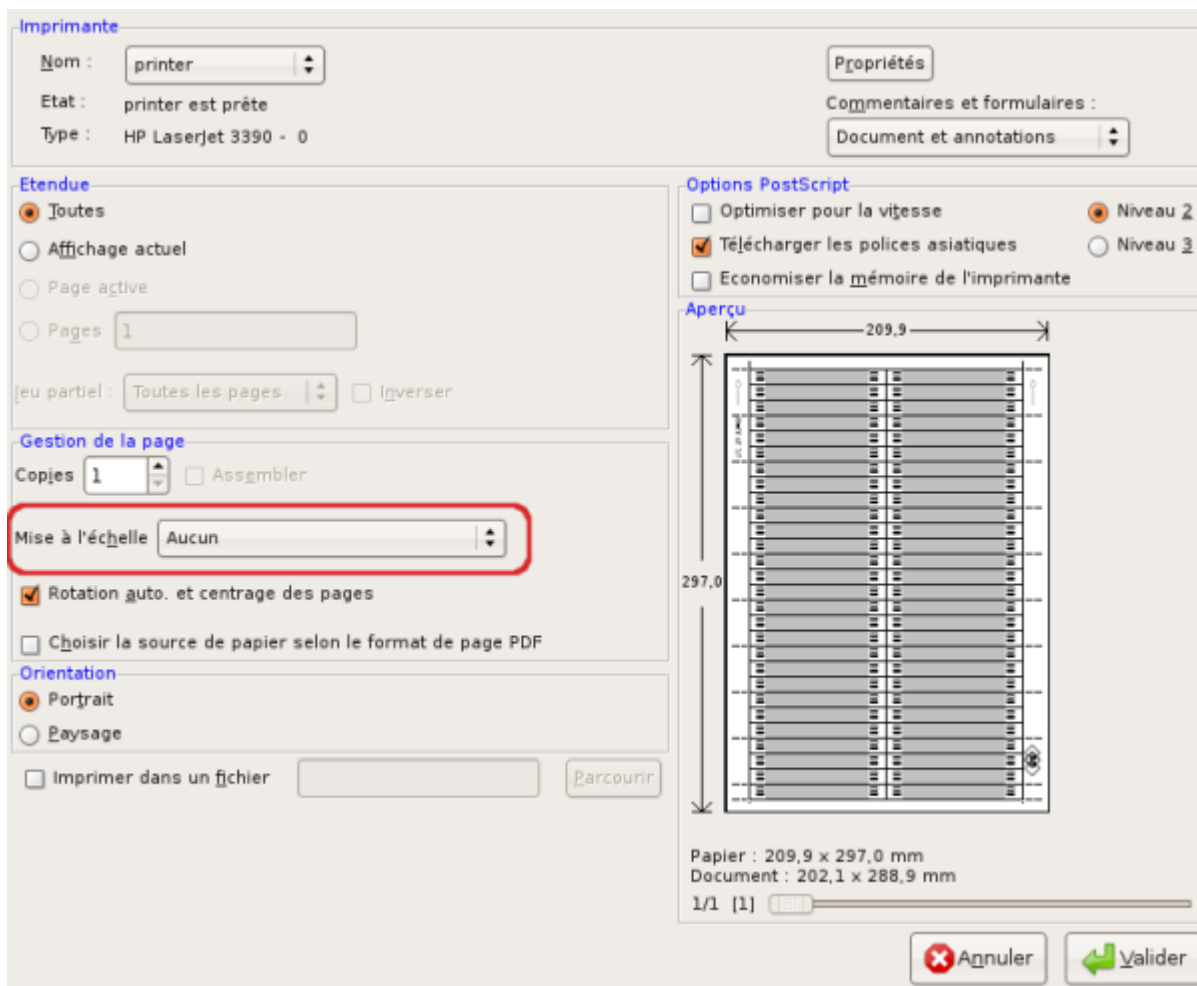 Imprimante
Nom : printer
Propriétés
Etat : printer est prête
Commentaires et formulaires :
Type : HP LaserJet 3390 - 0
Document et annotations
Etendue
Toutes
Affichage actuel
Page active
Pages 1
Jeu partiel : Toutes les pages Inverser
Options PostScript
Optimiser pour la vitesse Niveau 2
Télécharger les polices asiatiques Niveau 3
Economiser la mémoire de l'imprimante
Gestion de la page
Copies 1 Assembler
Mise à l'échelle Aucun
Rotation auto. et centrage des pages
Choisir la source de papier selon le format de page PDF
Orientation
Portrait
Paysage
Imprimer dans un fichier Parcourir
Aperçu
209,9
297,0
Papier : 209,9 x 297,0 mm
Document : 202,1 x 288,9 mm
1/1 [1]
Annuler Valider